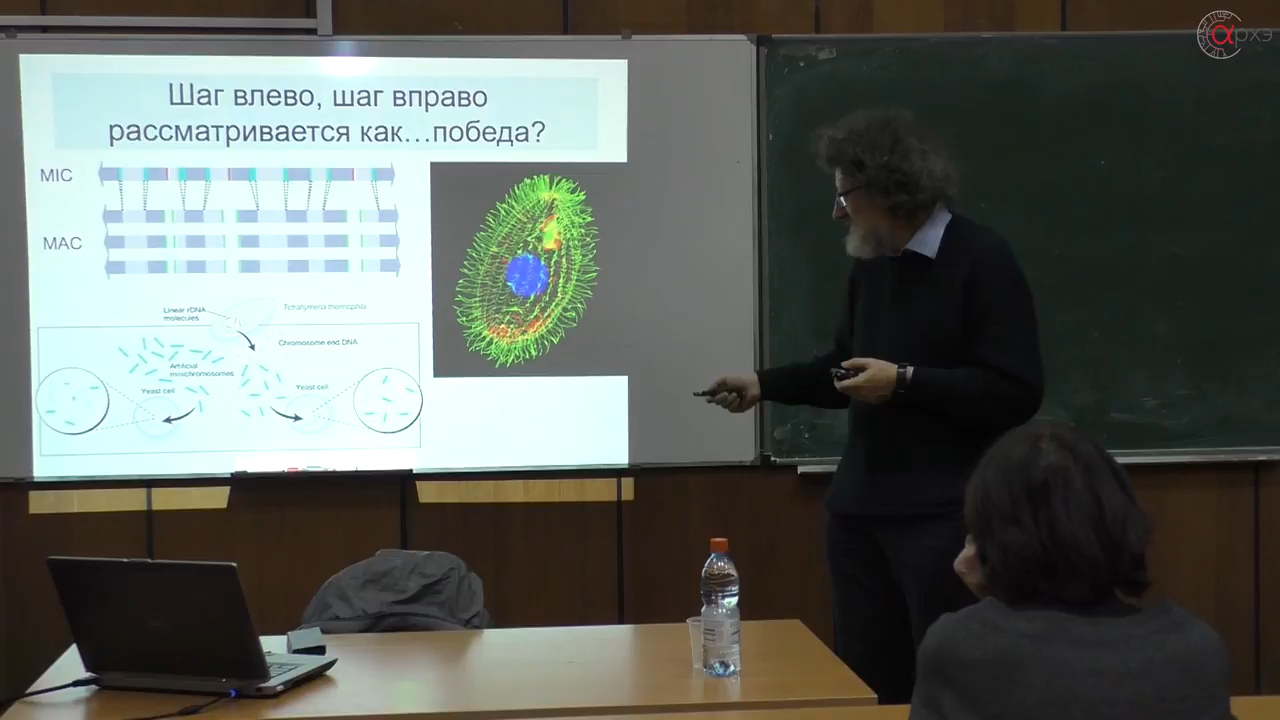 Шаг влево, шаг вправо
рассматривается как...победа?
MIC
MAC
Linear rDNA
molecules
Tetrahymena thermophila
Chromosome end DNA
Artificial
minichromosomes
Yeast cell
Yeast cell
αрхэ